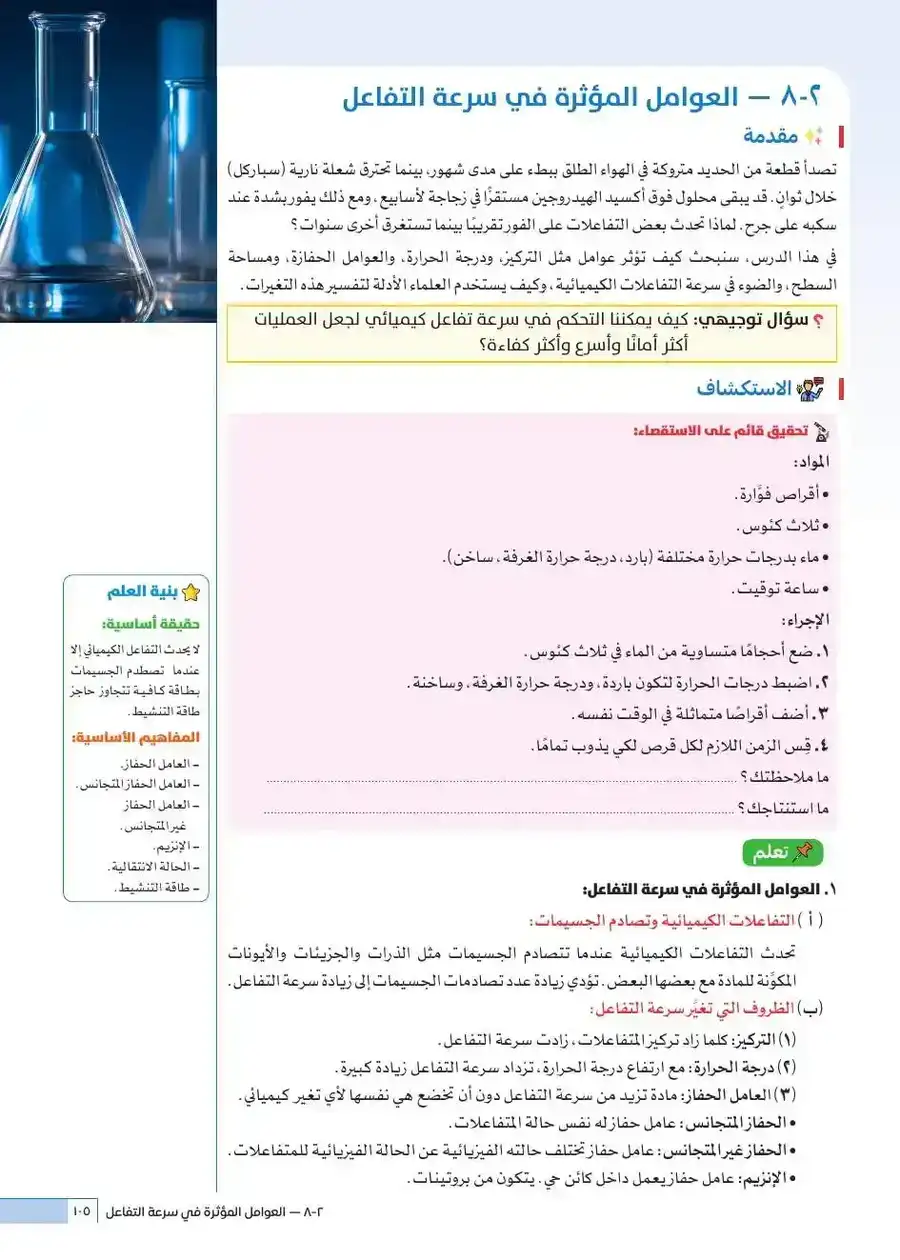 ٢-٨ — العوامل المؤثرة في سرعة التفاعل
مقدمة
تصدأ قطعة من الحديد متروكة في الهواء الطلق ببطء على مدى شهور، بينما تحترق شعلة نارية (سباركل)
خلال ثوانٍ. قد يبقى محلول فوق أكسيد الهيدروجين مستقرًّا في زجاجة لأسابيع، ومع ذلك يفور بشدة عند
سكبه على جرح. لماذا تحدث بعض التفاعلات على الفور تقريبًا بينما تستغرق أخرى سنوات؟
في هذا الدرس، سنبحث كيف تؤثر عوامل مثل التركيز، ودرجة الحرارة، والعوامل الحفازة، ومساحة
السطح، والضوء في سرعة التفاعلات الكيميائية، وكيف يستخدم العلماء الأدلة لتفسير هذه التغيرات.
؟ سؤال توجيهي: كيف يمكننا التحكم في سرعة تفاعل كيميائي لجعل العمليات
أكثر أمانًا وأسرع وأكثر كفاءة؟
الاستكشاف
تحقيق قائم على الاستقصاء:
المواد:
• أقراص فوَّارة.
• ثلاث كئوس.
• ماء بدرجات حرارة مختلفة (بارد، درجة حرارة الغرفة، ساخن).
• ساعة توقيت.
الإجراء:
١. ضع أحجامًا متساوية من الماء في ثلاث كئوس.
٢. اضبط درجات الحرارة لتكون باردة، ودرجة حرارة الغرفة، وساخنة.
٣. أضف أقراصًا متماثلة في الوقت نفسه.
٤. قِس الزمن اللازم لكل قرص لكي يذوب تمامًا.
ما ملاحظتك؟
ما استنتاجك؟
بنية العلم
حقيقة أساسية:
لا يحدث التفاعل الكيميائي إلا
عندما تصطدم الجسيمات
بطاقة كافية تتجاوز حاجز
طاقة التنشيط.
المفاهيم الأساسية:
– العامل الحفاز.
– العامل الحفاز المتجانس.
– العامل الحفاز
غير المتجانس.
– الإنزيم.
– الحالة الانتقالية.
– طاقة التنشيط.
تعلم
١. العوامل المؤثرة في سرعة التفاعل:
(أ) التفاعلات الكيميائية وتصادم الجسيمات:
تحدث التفاعلات الكيميائية عندما تتصادم الجسيمات مثل الذرات والجزيئات والأيونات
المكوِّنة للمادة مع بعضها البعض. تؤدي زيادة عدد تصادمات الجسيمات إلى زيادة سرعة التفاعل.
(ب) الظروف التي تغيَّر سرعة التفاعل:
(١) التركيز: كلما زاد تركيز المتفاعلات، زادت سرعة التفاعل.
(٢) درجة الحرارة: مع ارتفاع درجة الحرارة، تزداد سرعة التفاعل زيادة كبيرة.
(٣) العامل الحفاز: مادة تزيد من سرعة التفاعل دون أن تخضع هي نفسها لأي تغير كيميائي.
• الحفاز المتجانس: عامل حفاز له نفس حالة المتفاعلات.
• الحفاز غير المتجانس: عامل حفاز تختلف حالته الفيزيائية عن الحالة الفيزيائية للمتفاعلات.
• الإنزيم: عامل حفاز يعمل داخل كائن حي. يتكون من بروتينات.
٢-٨ — العوامل المؤثرة في سرعة التفاعل
١٠٥